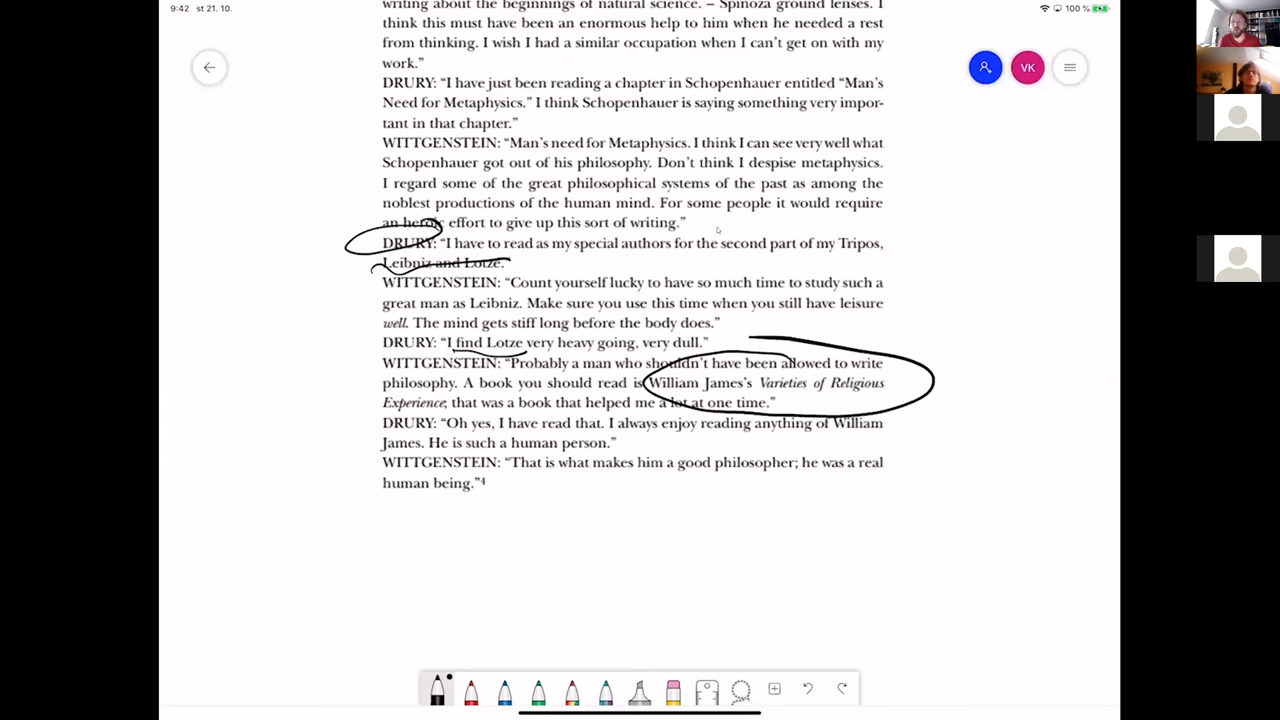 9:42 st 21. 10.
100 %
writing about the beginnings of natural science. – Spinoza ground lenses. I
think this must have been an enormous help to him when he needed a rest
from thinking. I wish I had a similar occupation when I can’t get on with my
work.”
VK
DRURY: “I have just been reading a chapter in Schopenhauer entitled “Man’s
Need for Metaphysics.” I think Schopenhauer is saying something very impor-
tant in that chapter.”
WITTGENSTEIN: “Man’s need for Metaphysics. I think I can see very well what
Schopenhauer got out of his philosophy. Don’t think I despise metaphysics.
I regard some of the great philosophical systems of the past as among the
noblest productions of the human mind. For some people it would require
an heroic effort to give up this sort of writing.”
DRURY: “I have to read as my special authors for the second part of my Tripos,
Leibniz and Lotze.
WITTGENSTEIN: “Count yourself lucky to have so much time to study such a
great man as Leibniz. Make sure you use this time when you still have leisure
well. The mind gets stiff long before the body does.”
DRURY: “I find Lotze very heavy going, very dull.”
WITTGENSTEIN: “Probably a man who shouldn’t have been allowed to write
philosophy. A book you should read is William James’s Varieties of Religious
Experience, that was a book that helped me a lot at one time.”
DRURY: “Oh yes, I have read that. I always enjoy reading anything of William
James. He is such a human person.”
WITTGENSTEIN: “That is what makes him a good philosopher; he was a real
human being.”⁴